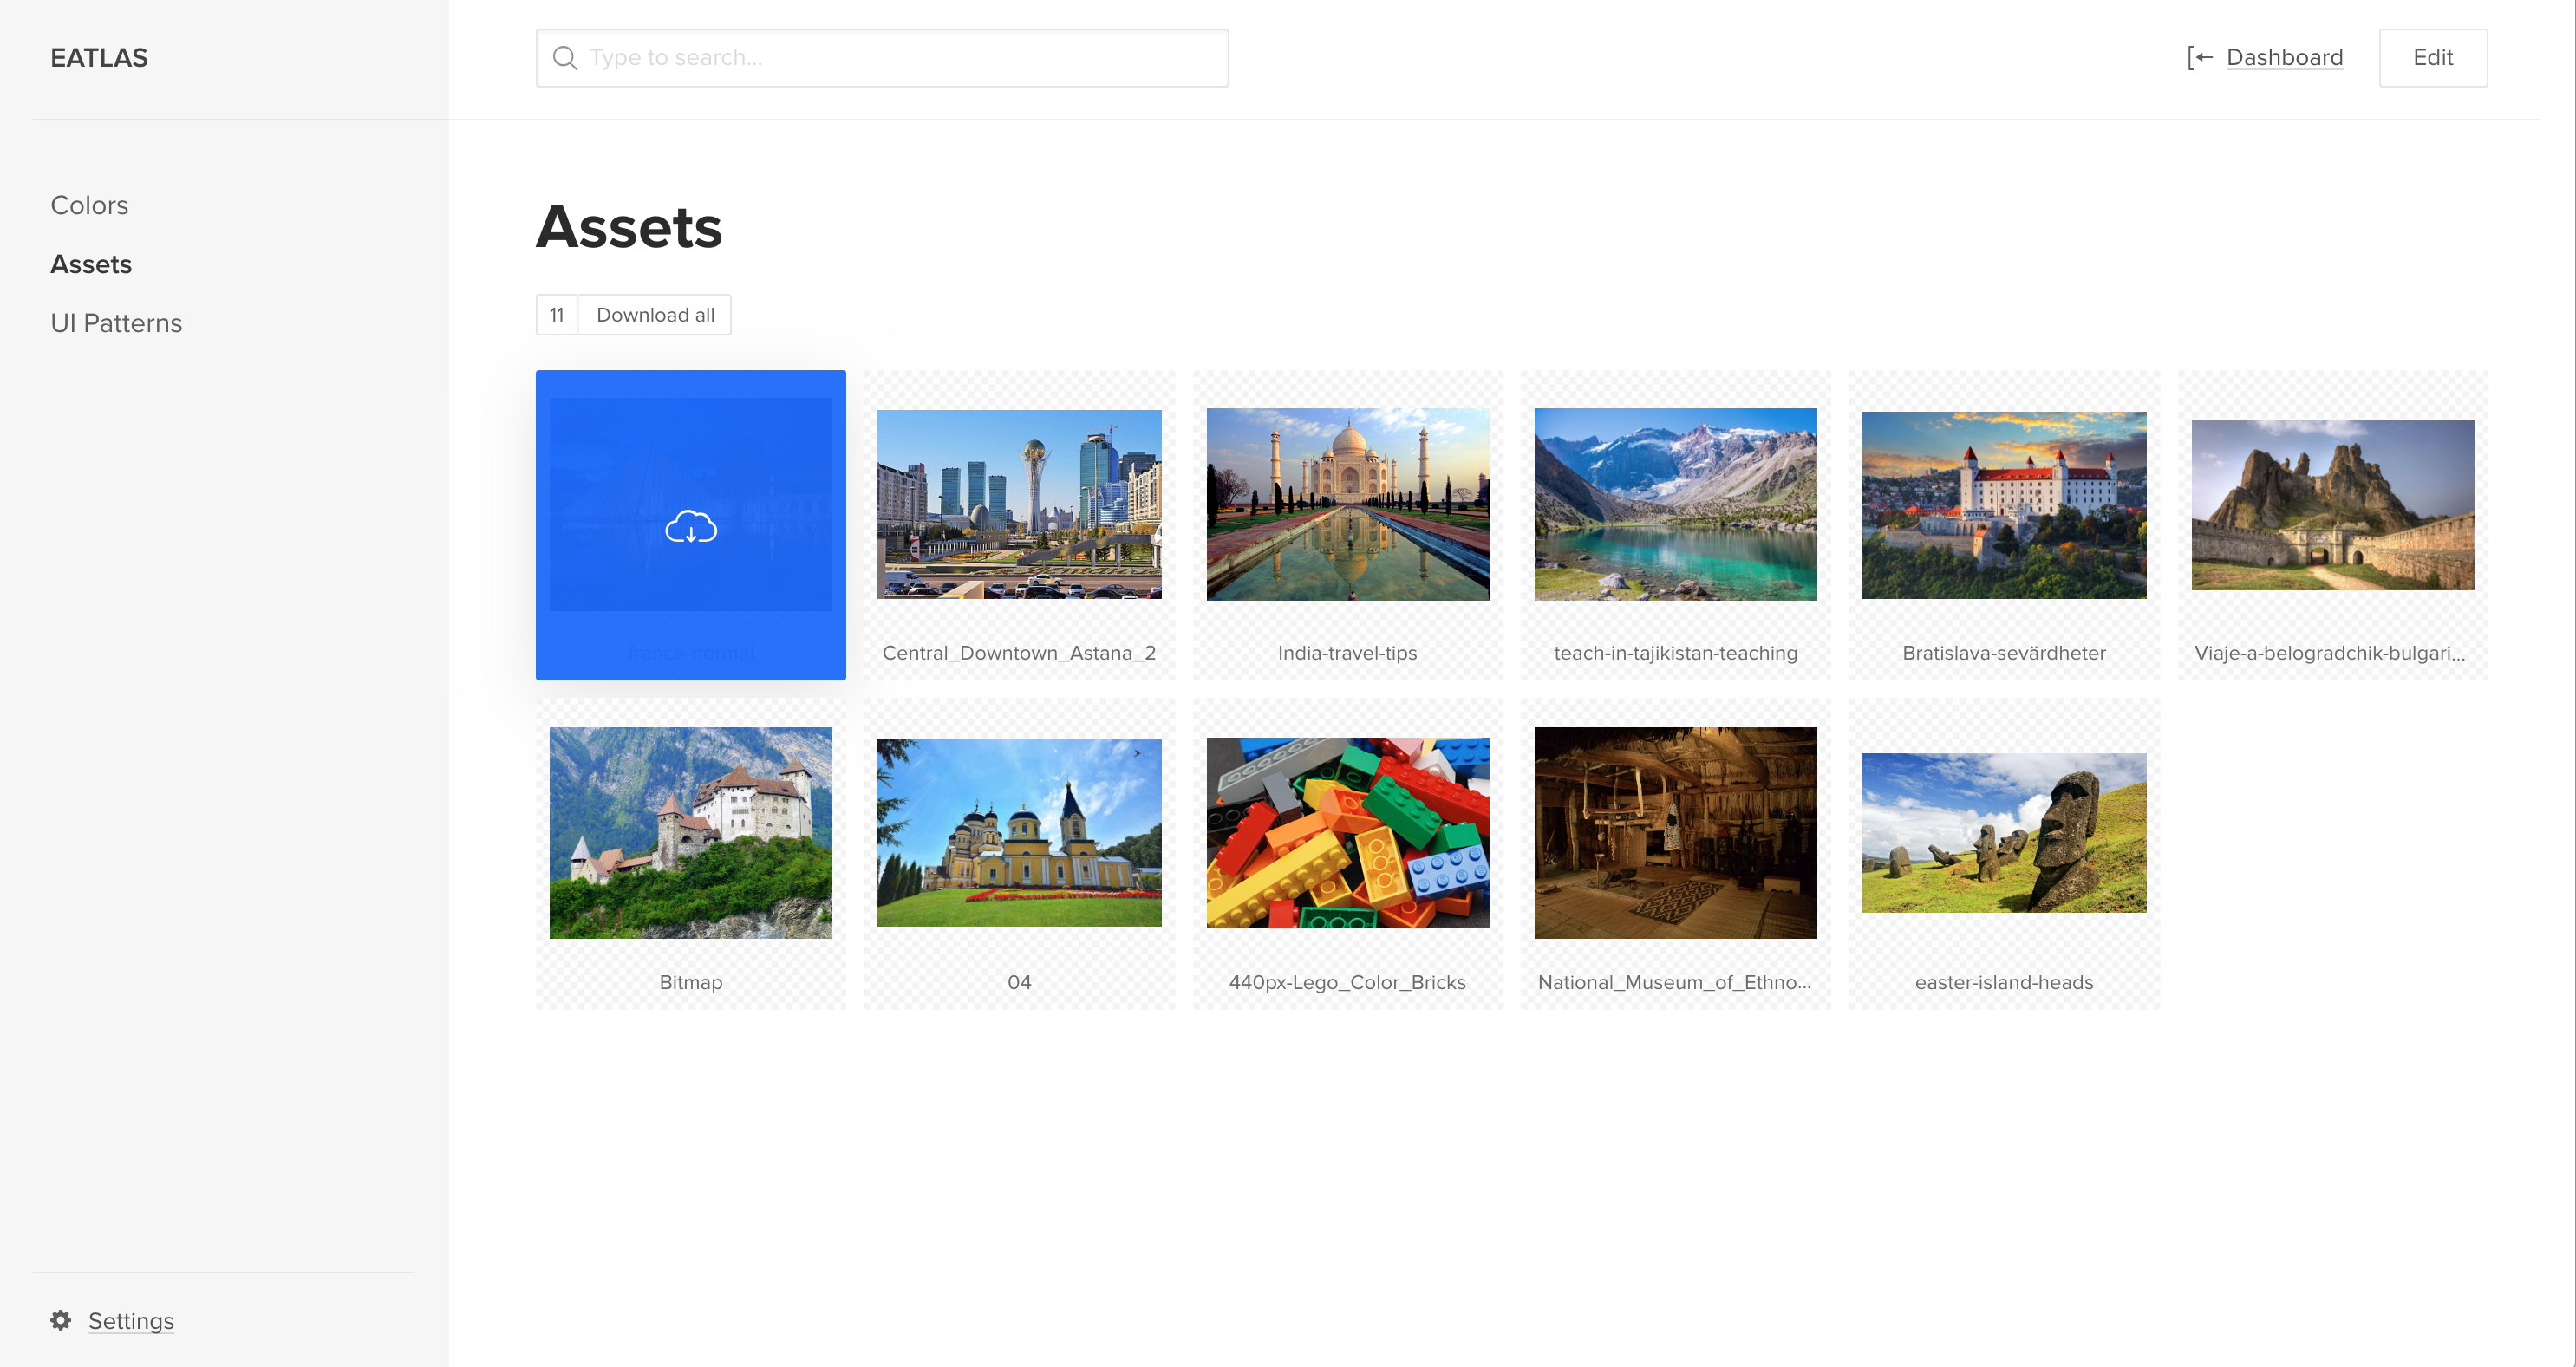 EATLAS
Type to search...
Dashboard
Edit
Colors
Assets
UI Patterns
Assets
11 Download all
france-normal
Central_Downtown_Astana_2
India-travel-tips
teach-in-tajikistan-teaching
Bratislava-sevärdheter
Viaje-a-belogradchik-bulgari...
Bitmap
04
440px-Lego_Color_Bricks
National_Museum_of_Ethno...
easter-island-heads
Settings